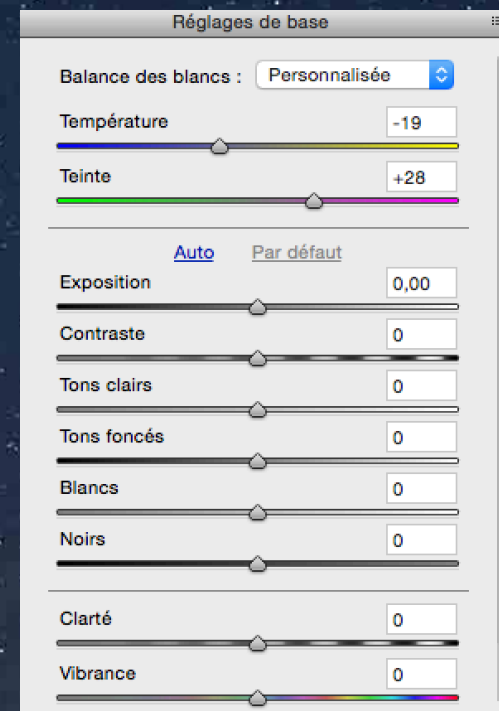 Réglages de base
Balance des blancs : Personnalisée
Température -19
Teinte +28
Auto Par défaut
Exposition 0,00
Contraste 0
Tons clairs 0
Tons foncés 0
Blancs 0
Noirs 0
Clarté 0
Vibrance 0